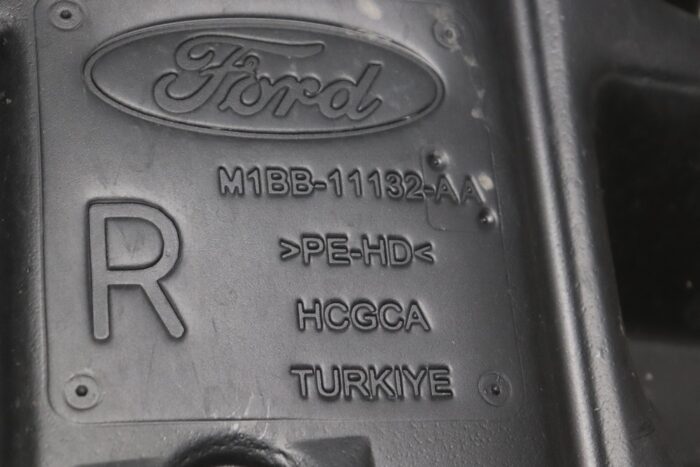 Ford
M1BB-11132-AA
R
>PE-HD<
HCGCA
TURKIYE